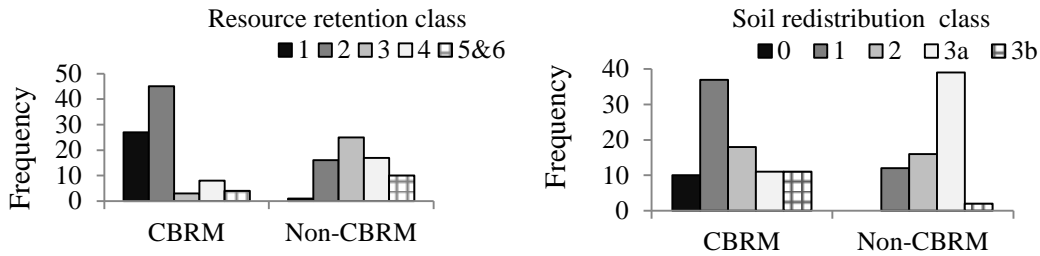 Resource retention class
1 2 3 4 5&6
Frequency
50
40
30
20
10
0
CBRM Non-CBRM
Soil redistribution class
0 1 2 3a 3b
Frequency
40
30
20
10
0
CBRM Non-CBRM